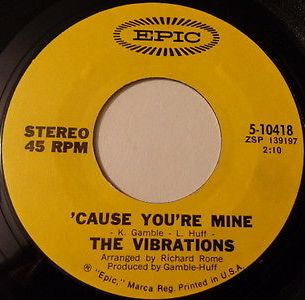 EPIC
STEREO
45 RPM
5-10418
ZSP 139197
2:10
'CAUSE YOU'RE MINE
- K. Gamble - L. Huff -
THE VIBRATIONS
Arranged by Richard Rome
Produced by Gamble-Huff
® "Epic," Marca Reg. Printed in U.S.A.